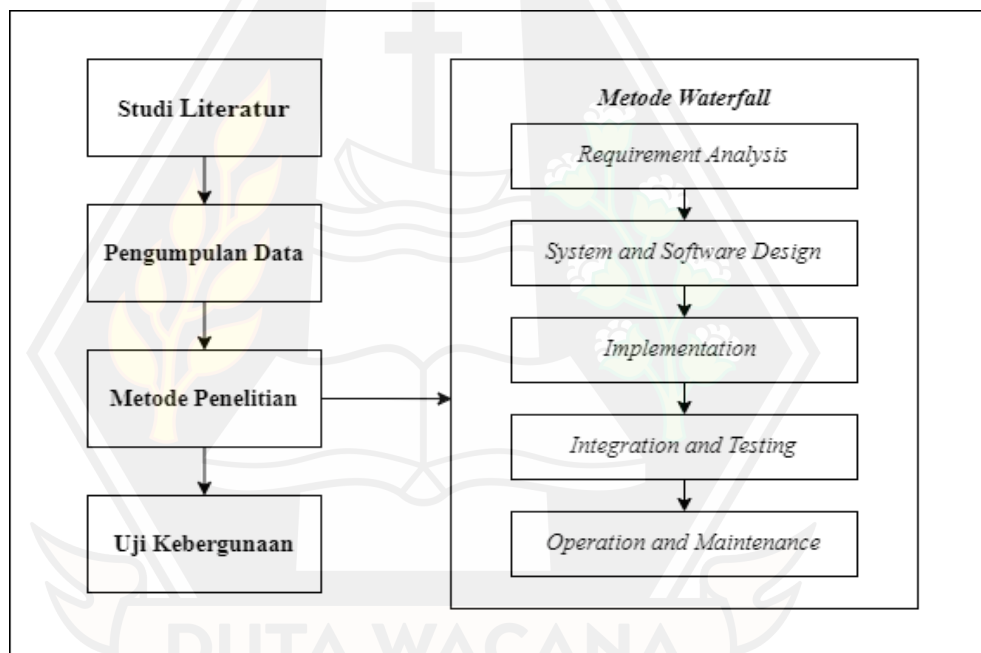 Studi Literatur
Pengumpulan Data
Metode Penelitian
Uji Kebergunaan
Metode Waterfall
Requirement Analysis
System and Software Design
Implementation
Integration and Testing
Operation and Maintenance
DUTA WACANA